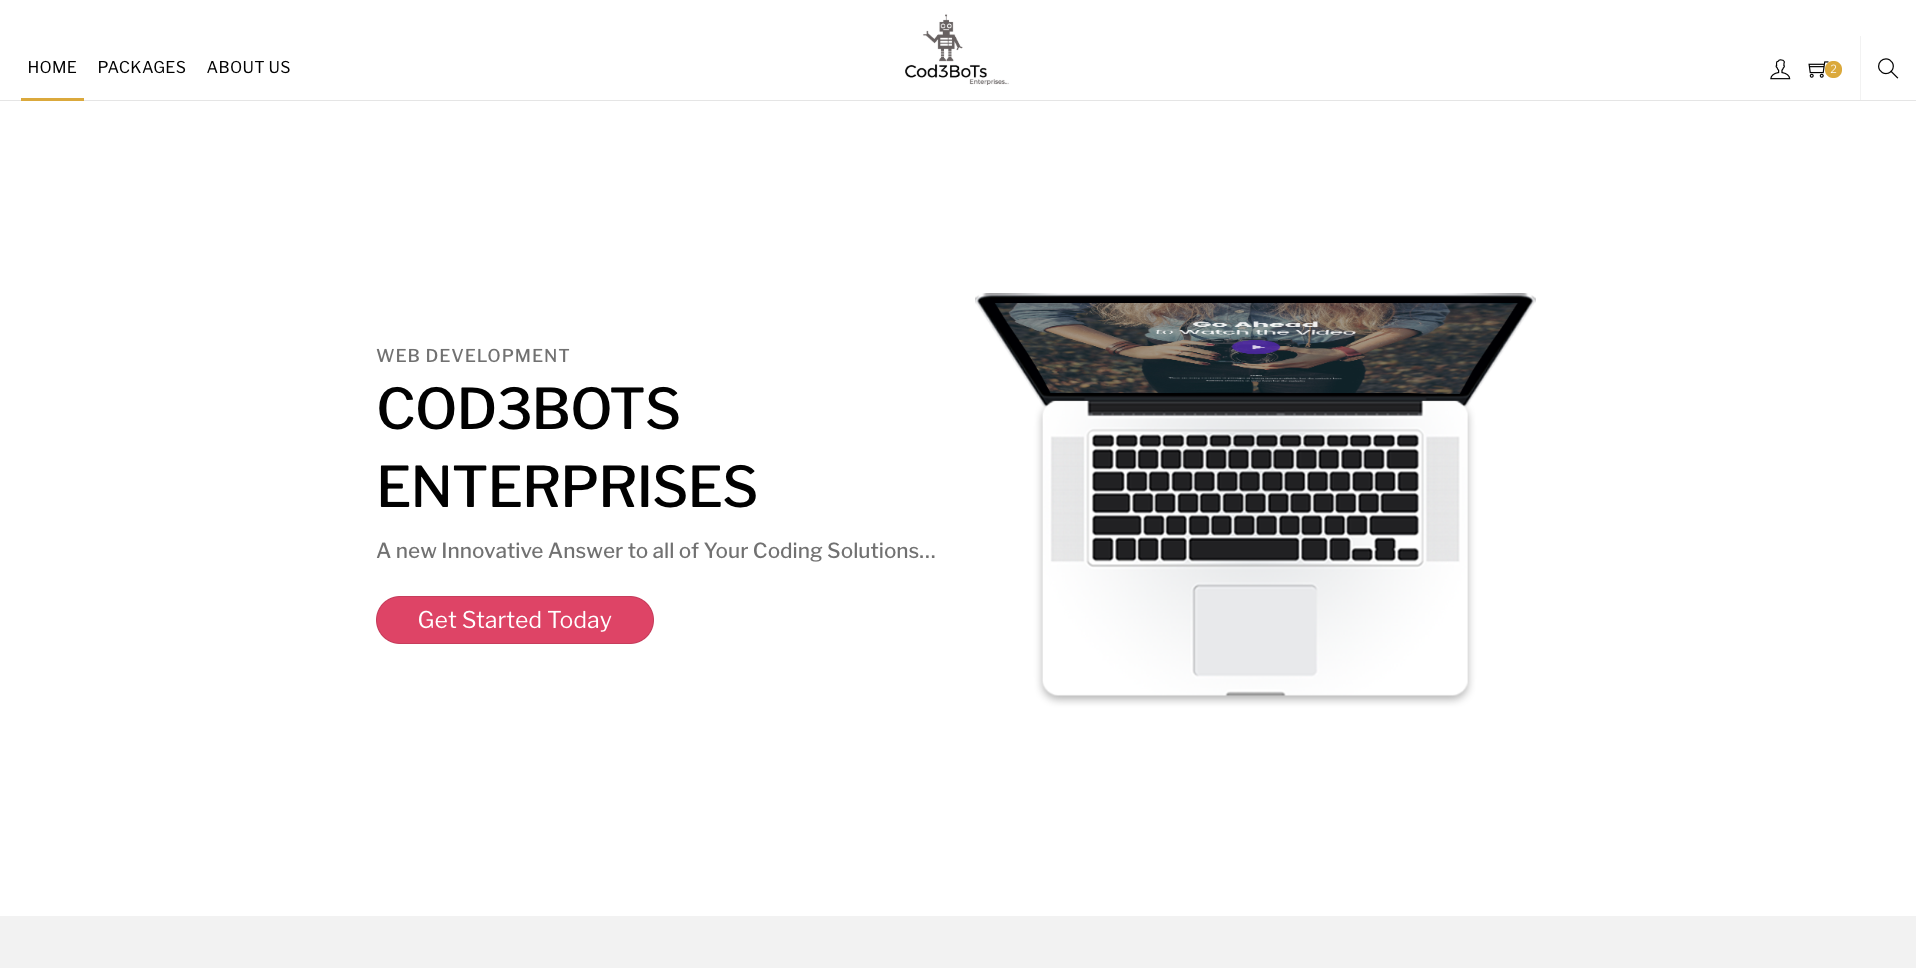 HOME PACKAGES ABOUT US
Cod3BoTs
Enterprises...
2
WEB DEVELOPMENT
COD3BOTS
ENTERPRISES
A new Innovative Answer to all of Your Coding Solutions...
Get Started Today
Go Ahead
to Watch the Video